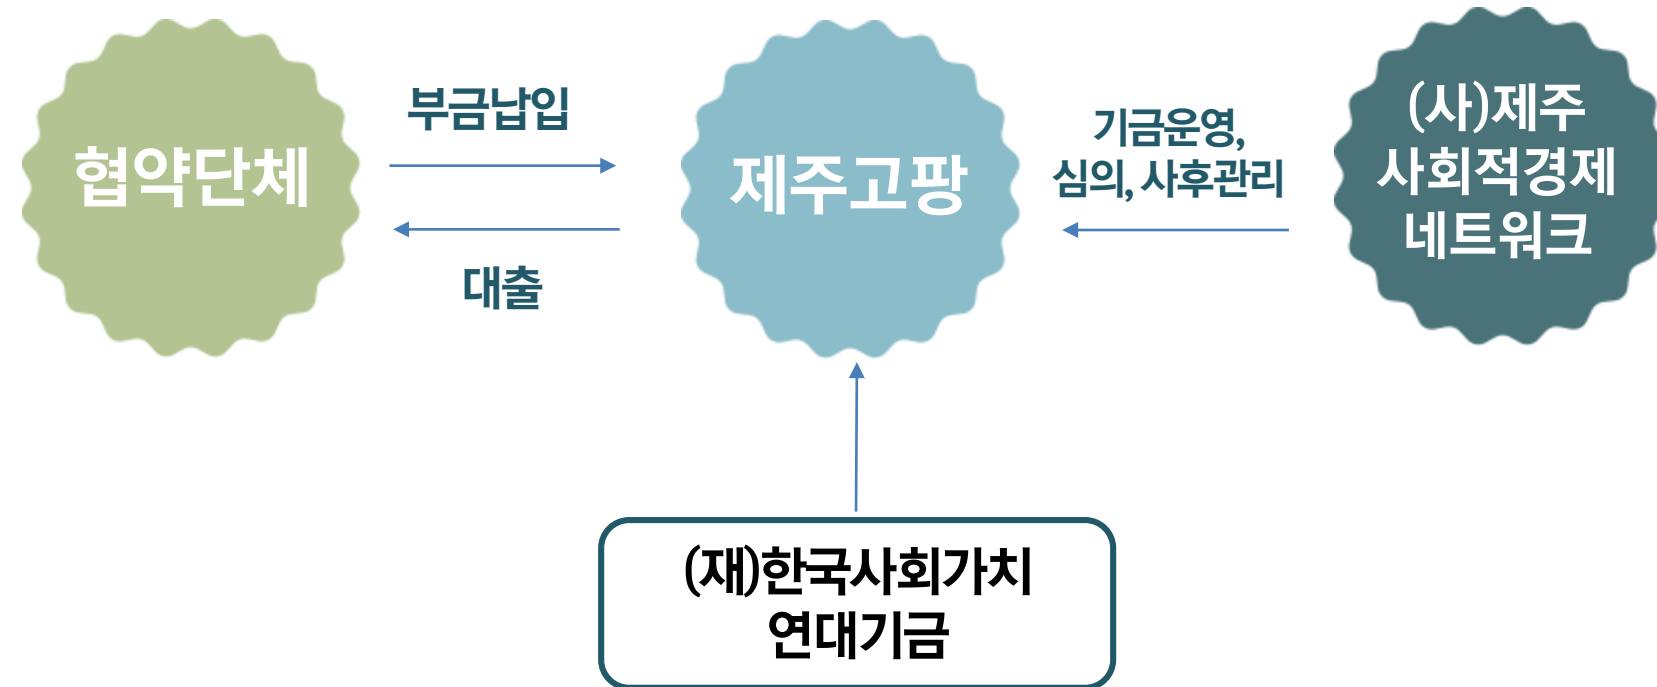 협약단체
부금납입
대출
제주고팡
기금운영,
심의, 사후관리
(사)제주
사회적경제
네트워크
(재)한국사회가치
연대기금